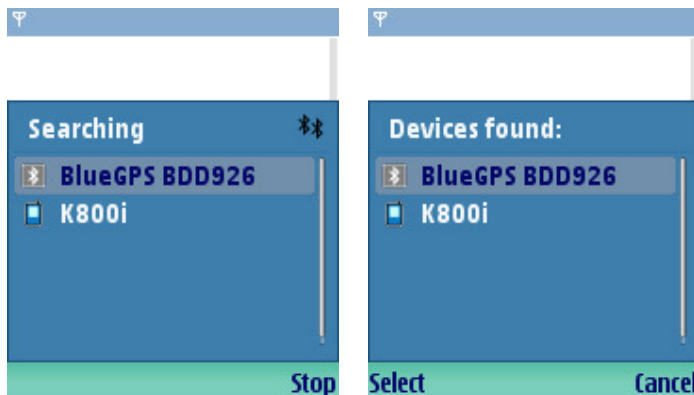 Searching
BlueGPS BDD926
K800i
Stop
Devices found:
BlueGPS BDD926
K800i
Select Cancel